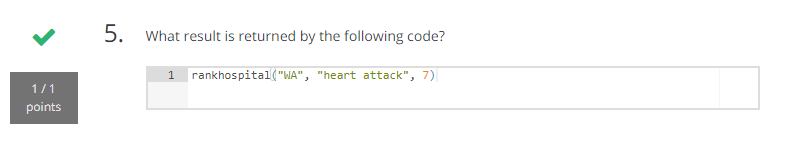 5. What result is returned by the following code?
1 rankhospital("WA", "heart attack", 7)
1 / 1
points